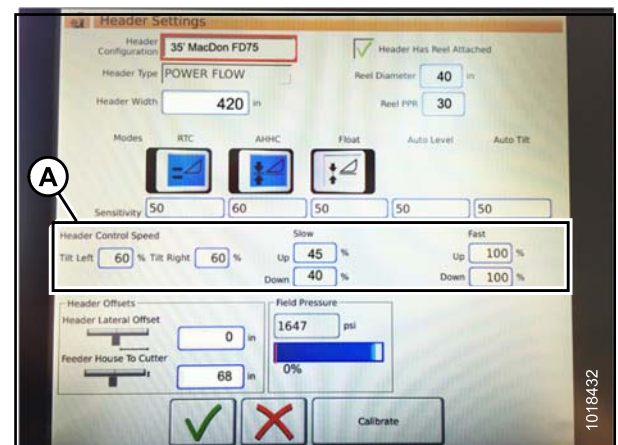 Header Settings
Header Configuration 35' MacDon FD75
Header Has Reel Attached
Header Type POWER FLOW
Reel Diameter 40 in
Header Width 420 in
Reel PPR 30
Modes RTC AHHC Float Auto Level Auto Tilt
A
Sensitivity 50 60 50 50 50
Header Control Speed Slow Fast
Tilt Left 60 % Tilt Right 60 % Up 45 % Up 100 %
Down 40 % Down 100 %
Header Offsets Field Pressure
Header Lateral Offset 1647 psi
0 in
Feeder House To Cutter 0%
68 in
Calibrate
1018432